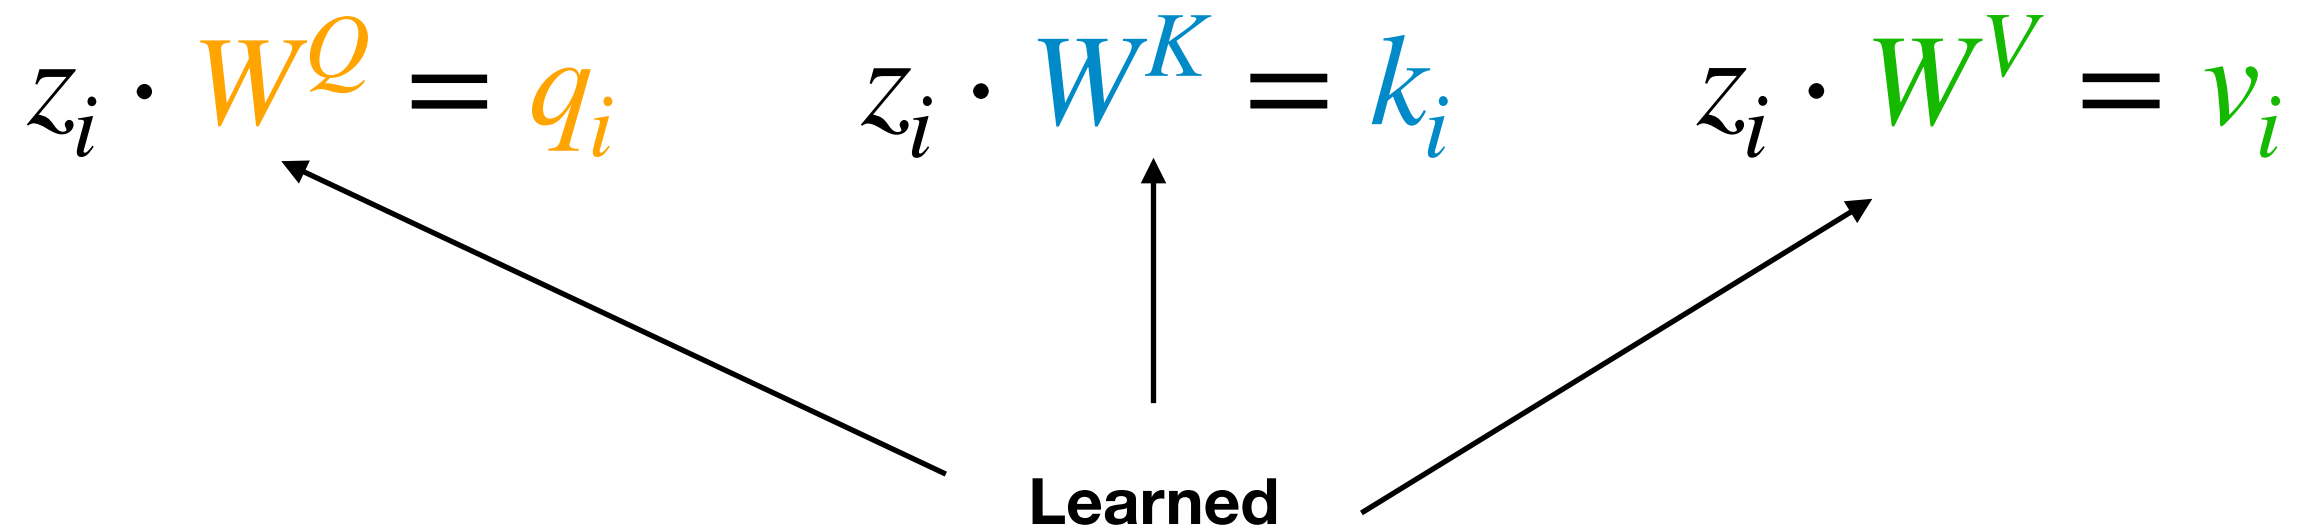 z_i · W^Q = q_i z_i · W^K = k_i z_i · W^V = v_i
Learned